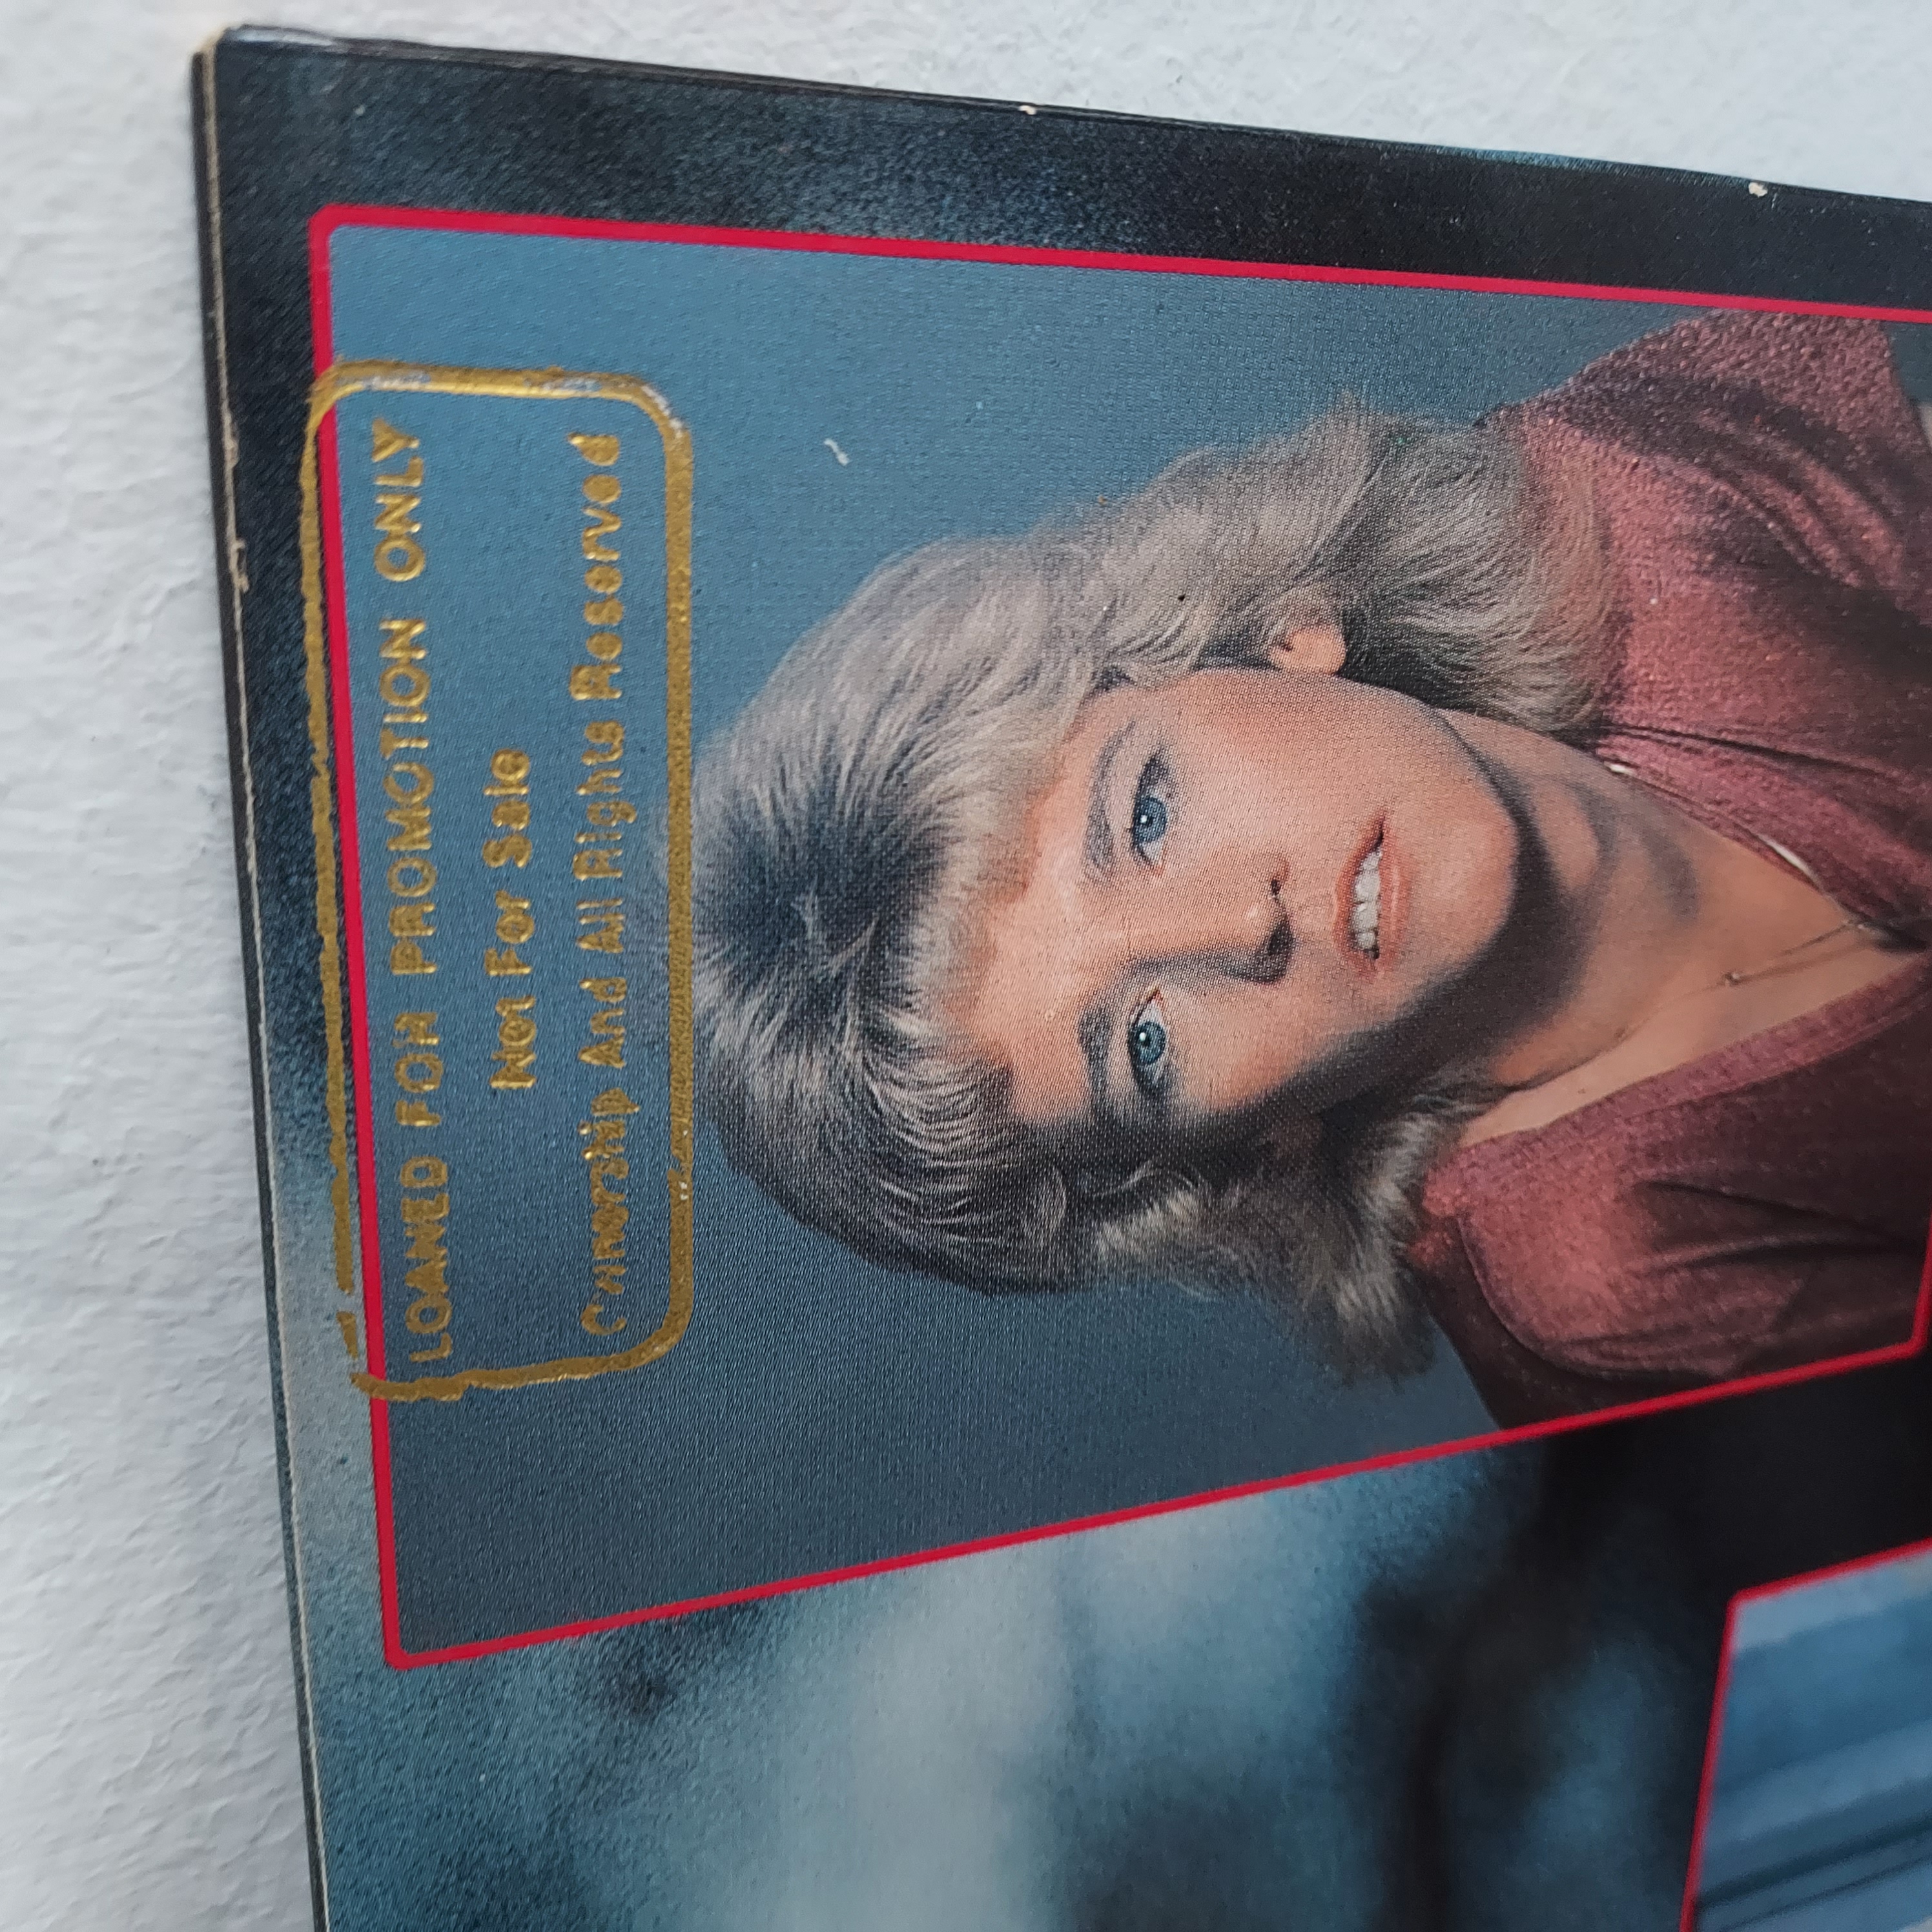 LOANED FOR PROMOTION ONLY
Not For Sale
Ownership And All Rights Reserved